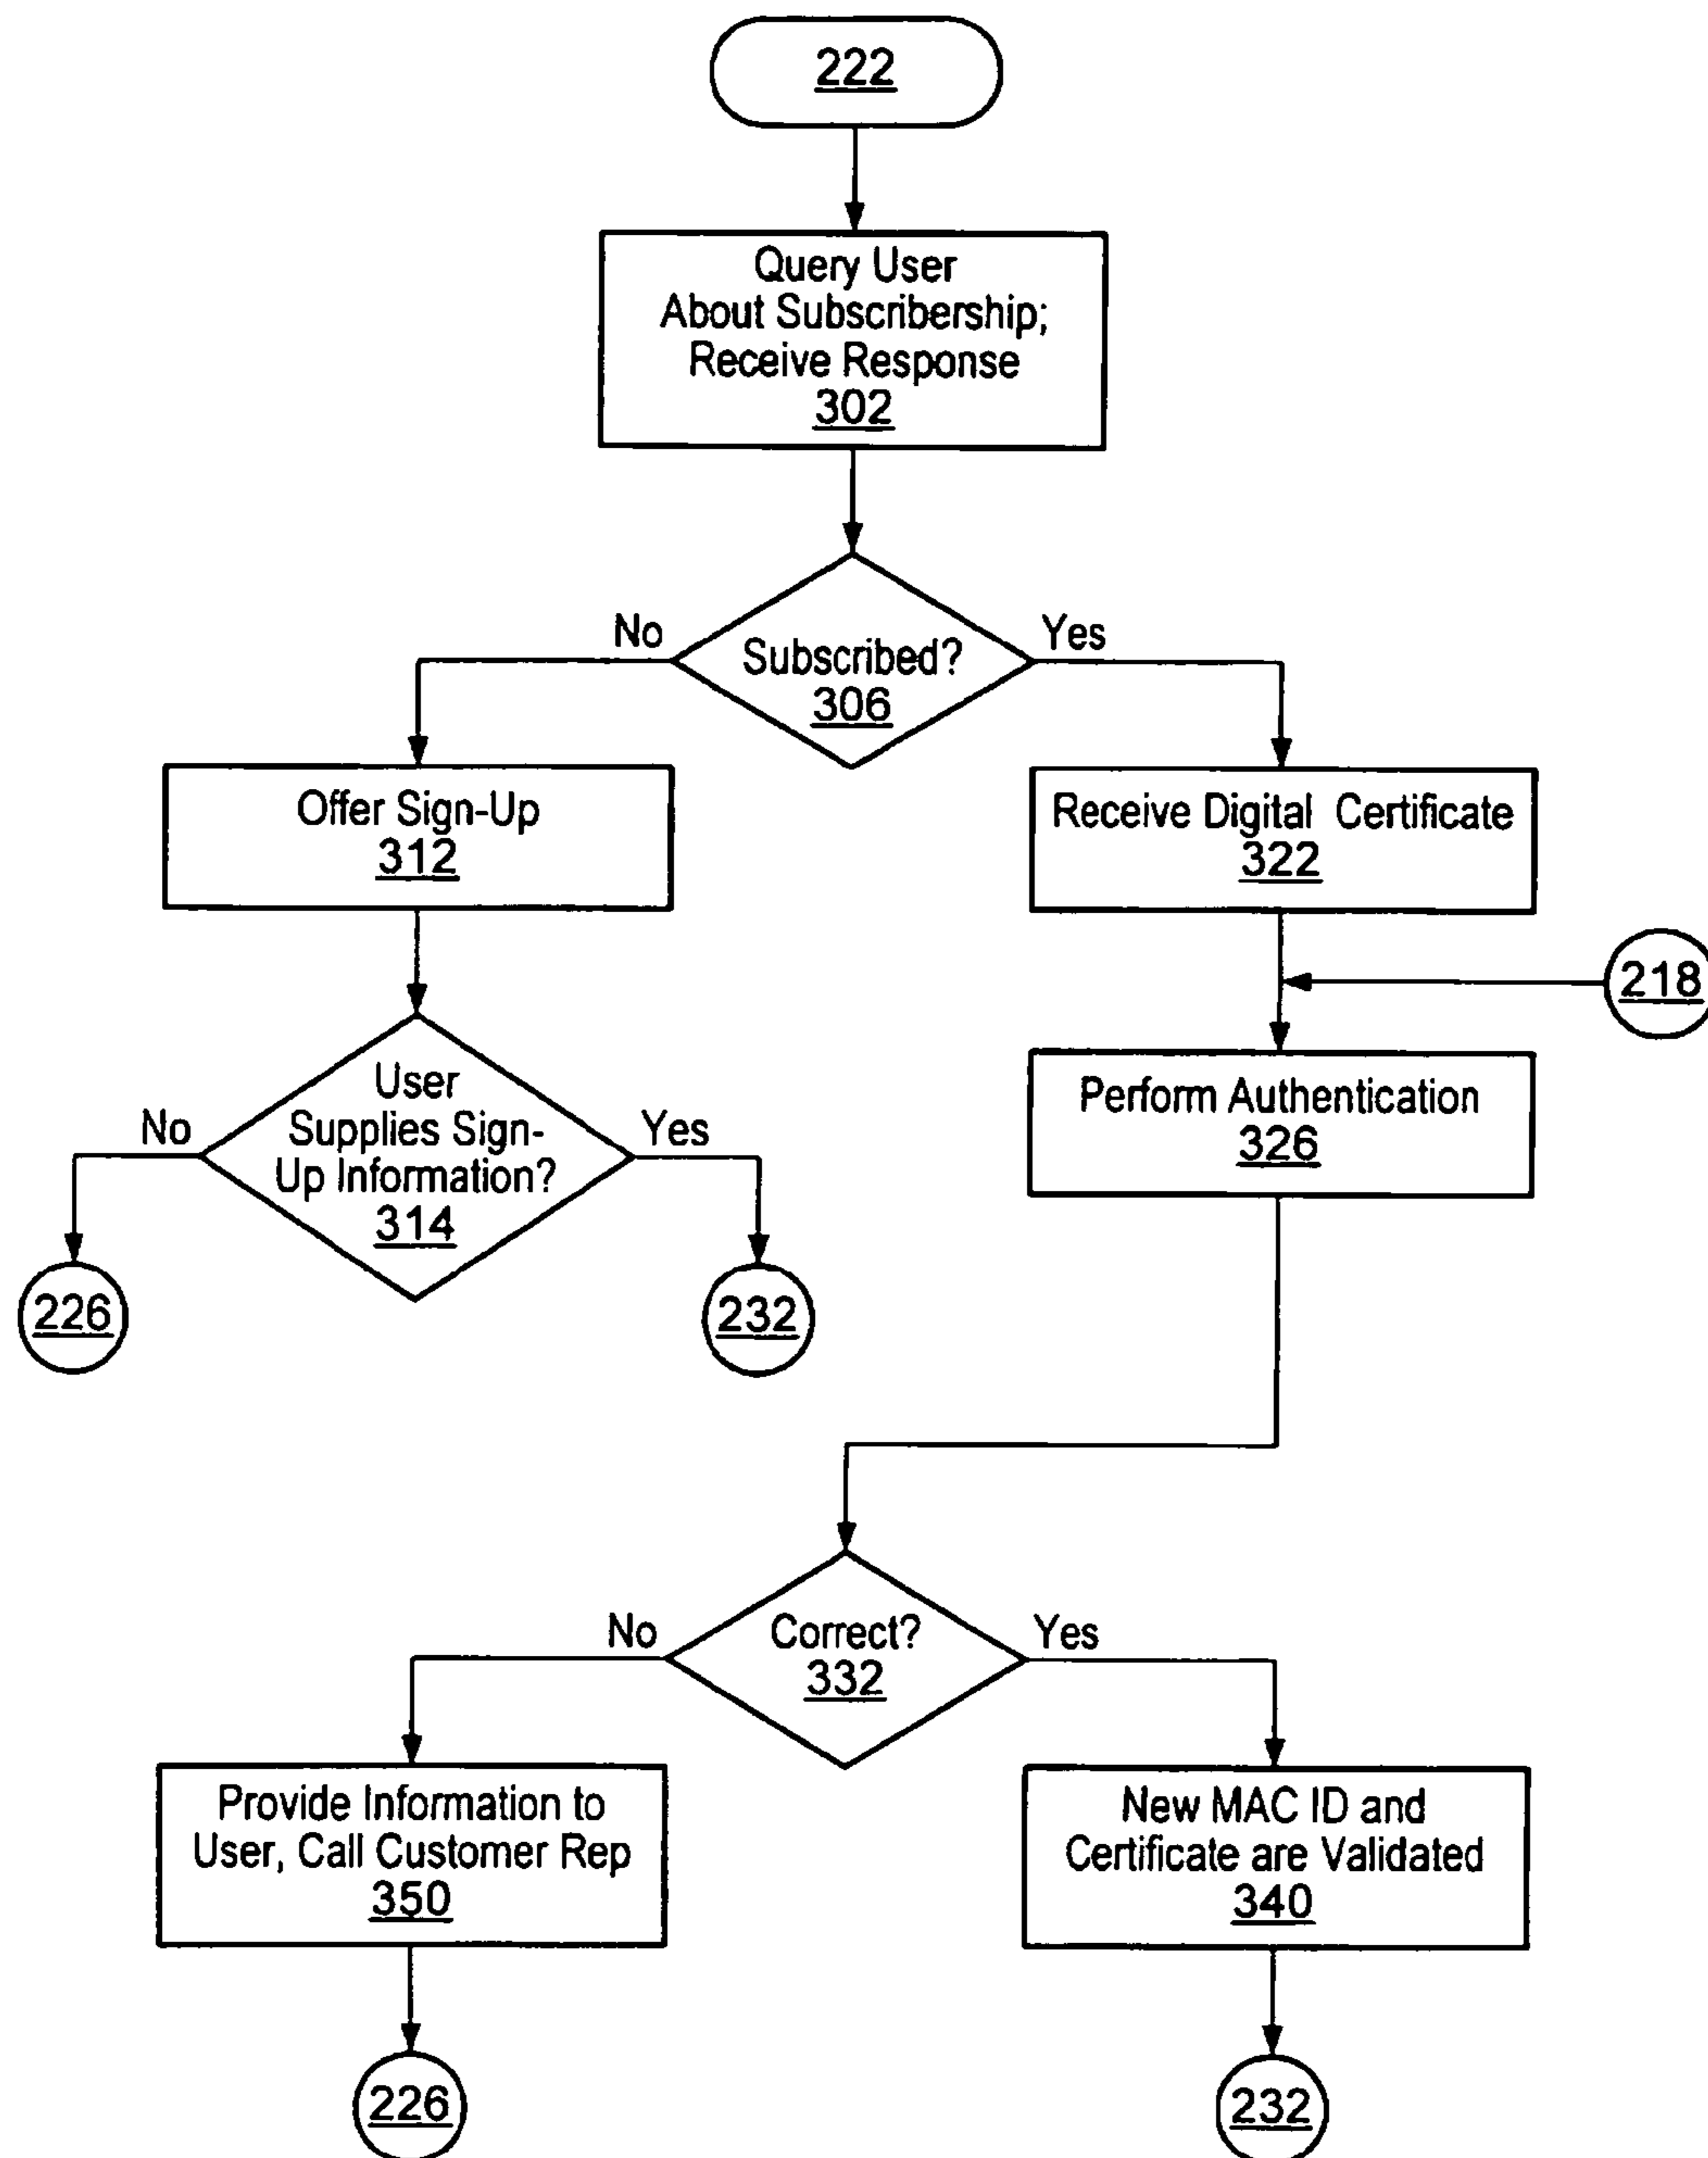 222
Query User
About Subscribership;
Receive Response
302
No
Yes
Subscribed?
306
Offer Sign-Up
312
Receive Digital Certificate
322
218
User
Supplies Sign-
Up Information?
314
No
Yes
Perform Authentication
326
226
232
No
Yes
Correct?
332
Provide Information to
User, Call Customer Rep
350
New MAC ID and
Certificate are Validated
340
226
232